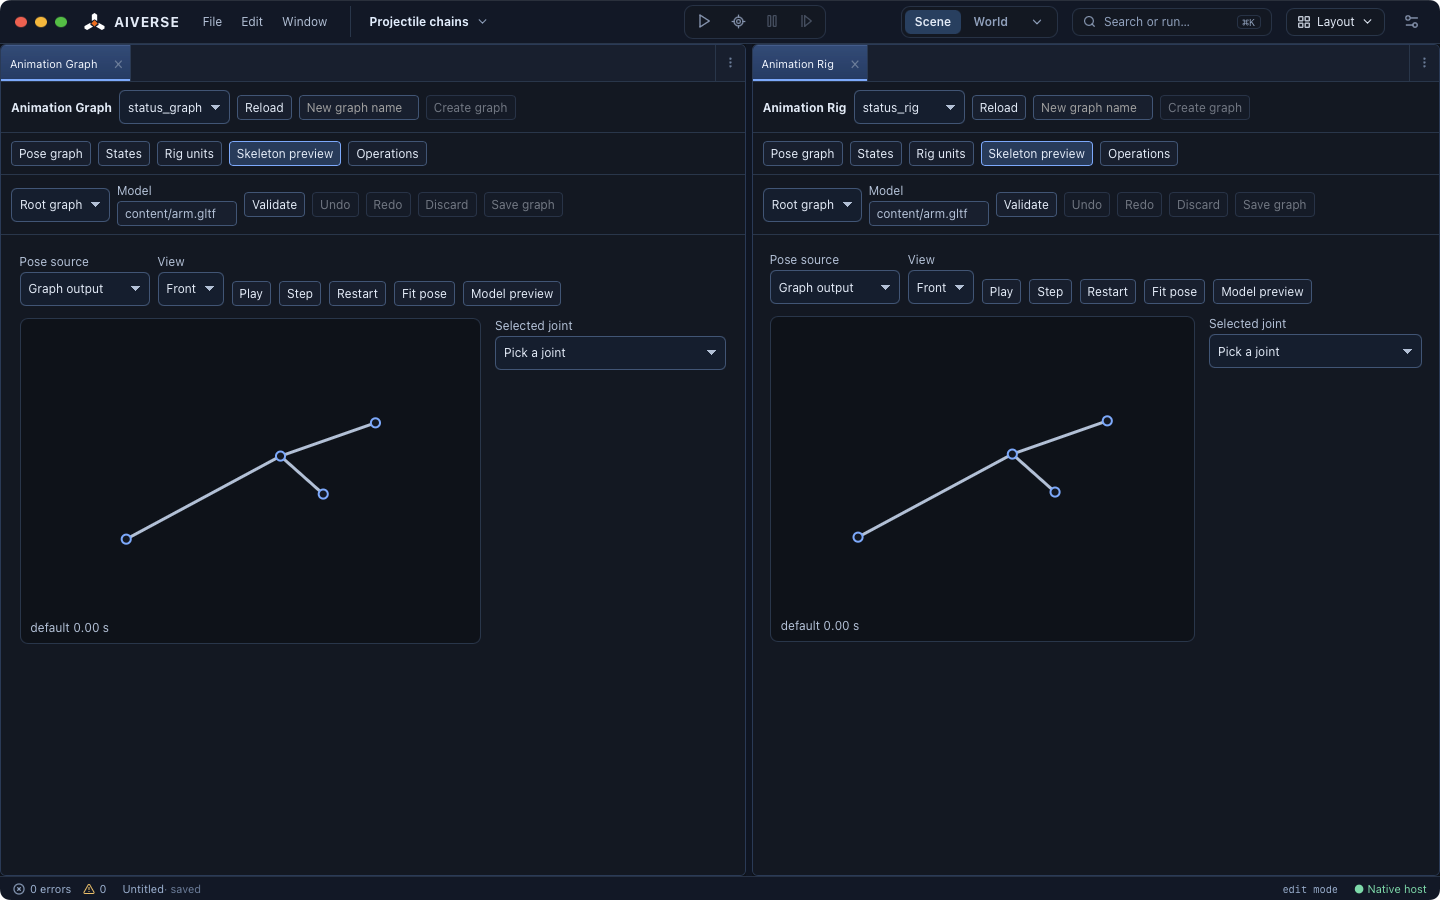 AIVERSE File Edit Window Projectile chains Scene World Search or run... ⌘K Layout
Animation Graph
Animation Graph status_graph Reload New graph name Create graph
Pose graph States Rig units Skeleton preview Operations
Model
Root graph content/arm.gltf Validate Undo Redo Discard Save graph
Pose source View
Graph output Front Play Step Restart Fit pose Model preview
Selected joint
Pick a joint
default 0.00 s
Animation Rig
Animation Rig status_rig Reload New graph name Create graph
Pose graph States Rig units Skeleton preview Operations
Model
Root graph content/arm.gltf Validate Undo Redo Discard Save graph
Pose source View
Graph output Front Play Step Restart Fit pose Model preview
Selected joint
Pick a joint
default 0.00 s
0 errors 0 Untitled · saved edit mode Native host